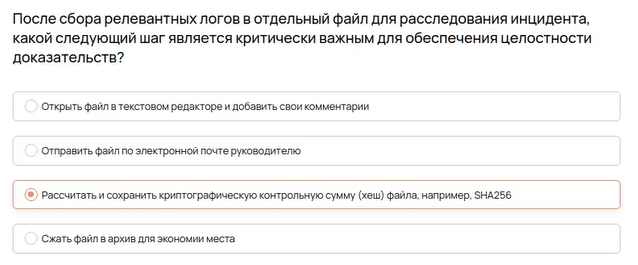 После сбора релевантных логов в отдельный файл для расследования инцидента,
какой следующий шаг является критически важным для обеспечения целостности
доказательств?
Открыть файл в текстовом редакторе и добавить свои комментарии
Отправить файл по электронной почте руководителю
Рассчитать и сохранить криптографическую контрольную сумму (хеш) файла, например, SHA256
Сжать файл в архив для экономии места